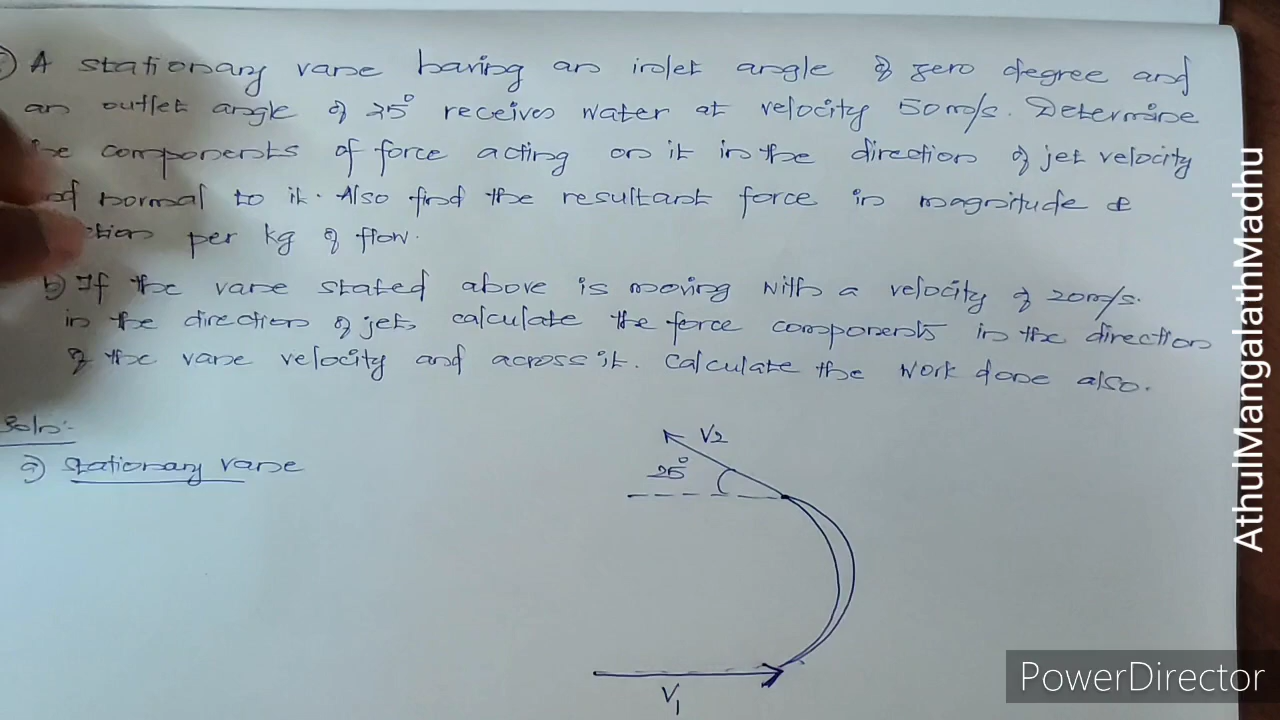 A stationary vane having an inlet angle of zero degree and
an outlet angle of 25° receives water at velocity 50m/s. Determine
the components of force acting on it in the direction of jet velocity
and normal to it. Also find the resultant force in magnitude &
per kg of flow.
b) If the vane stated above is moving with a velocity of 20m/s.
in the direction of jet, calculate the force components in the direction
of the vane velocity and across it. Calculate the work done also.
Soln:-
a) Stationary vane
V2
25°
V1
AthulMangalathMadhu
PowerDirector